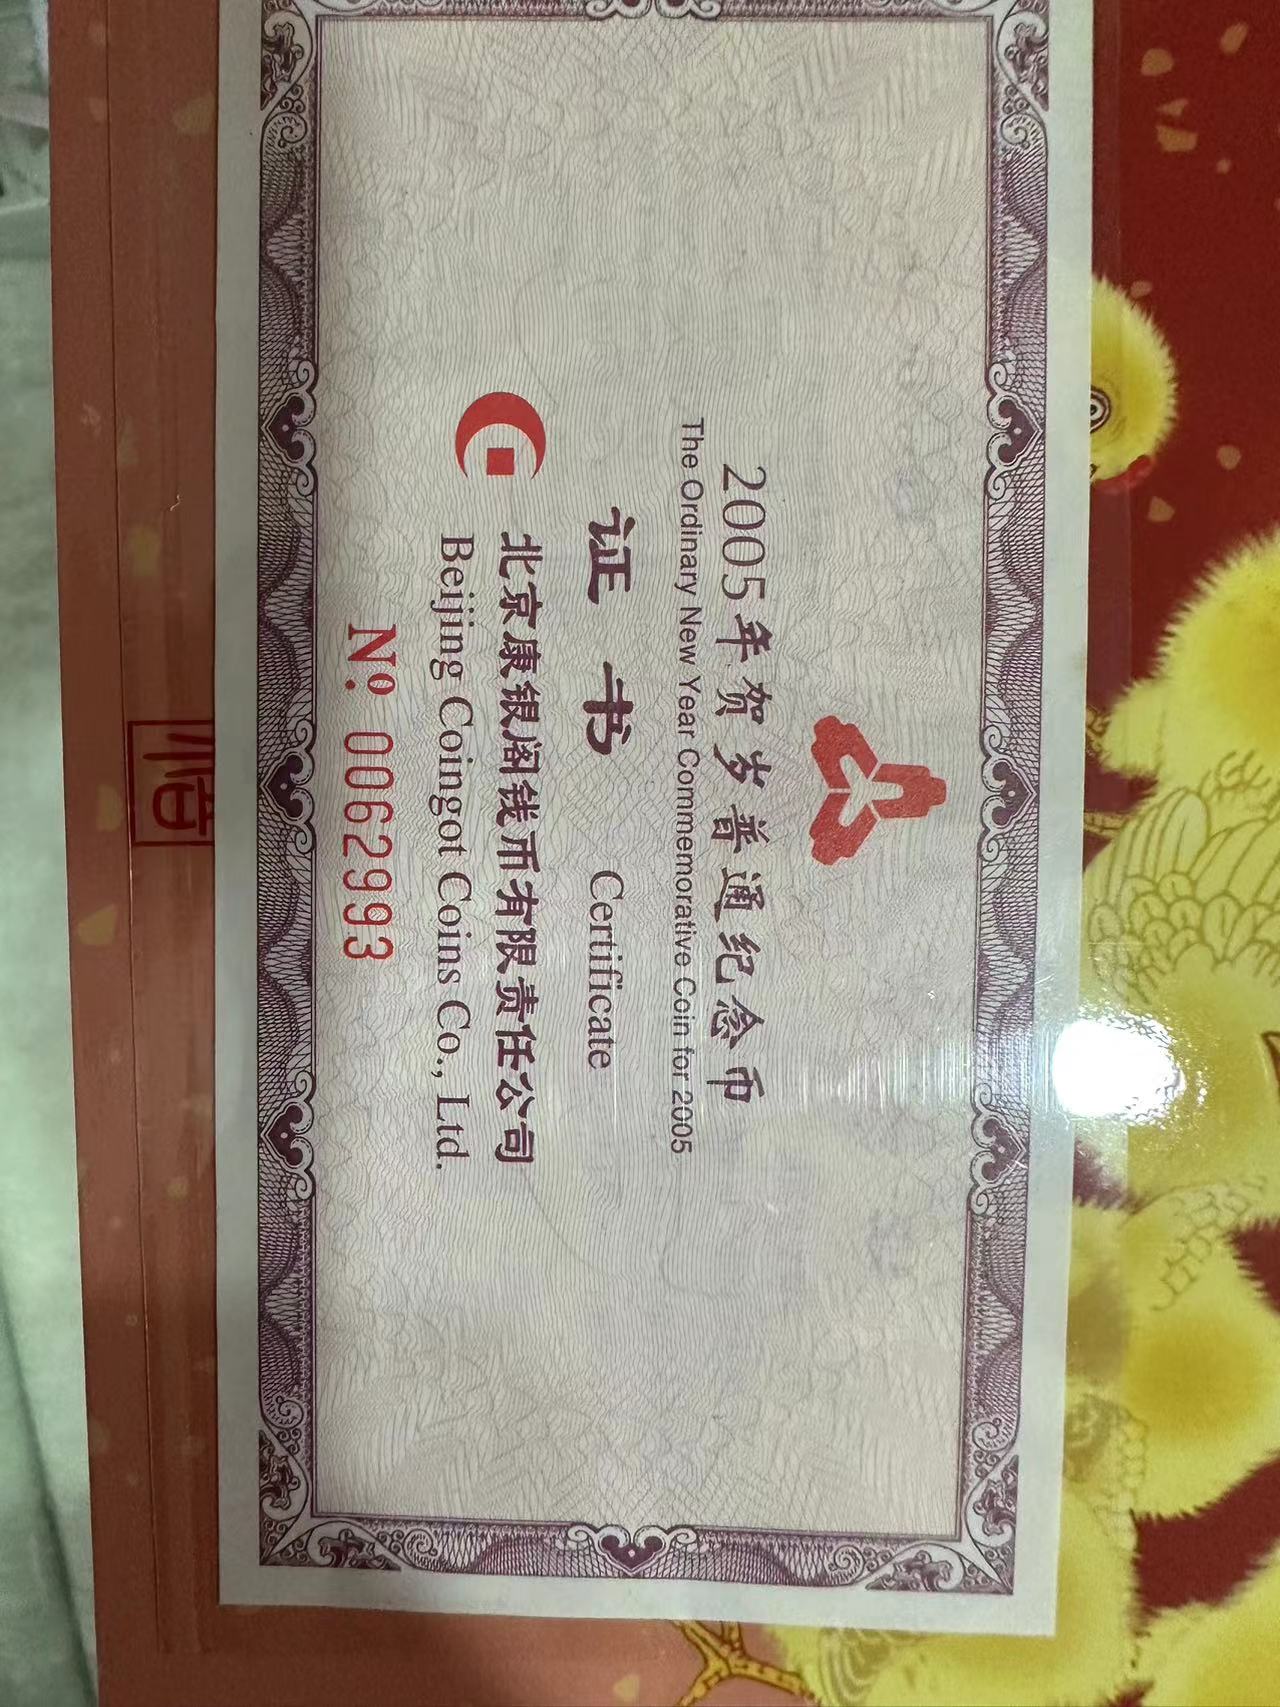 2005年贺岁普通纪念币
The Ordinary New Year Commemorative Coin for 2005
证书 Certificate
北京康银阁钱币有限责任公司
Beijing Coingot Coins Co., Ltd.
Nº 0062993